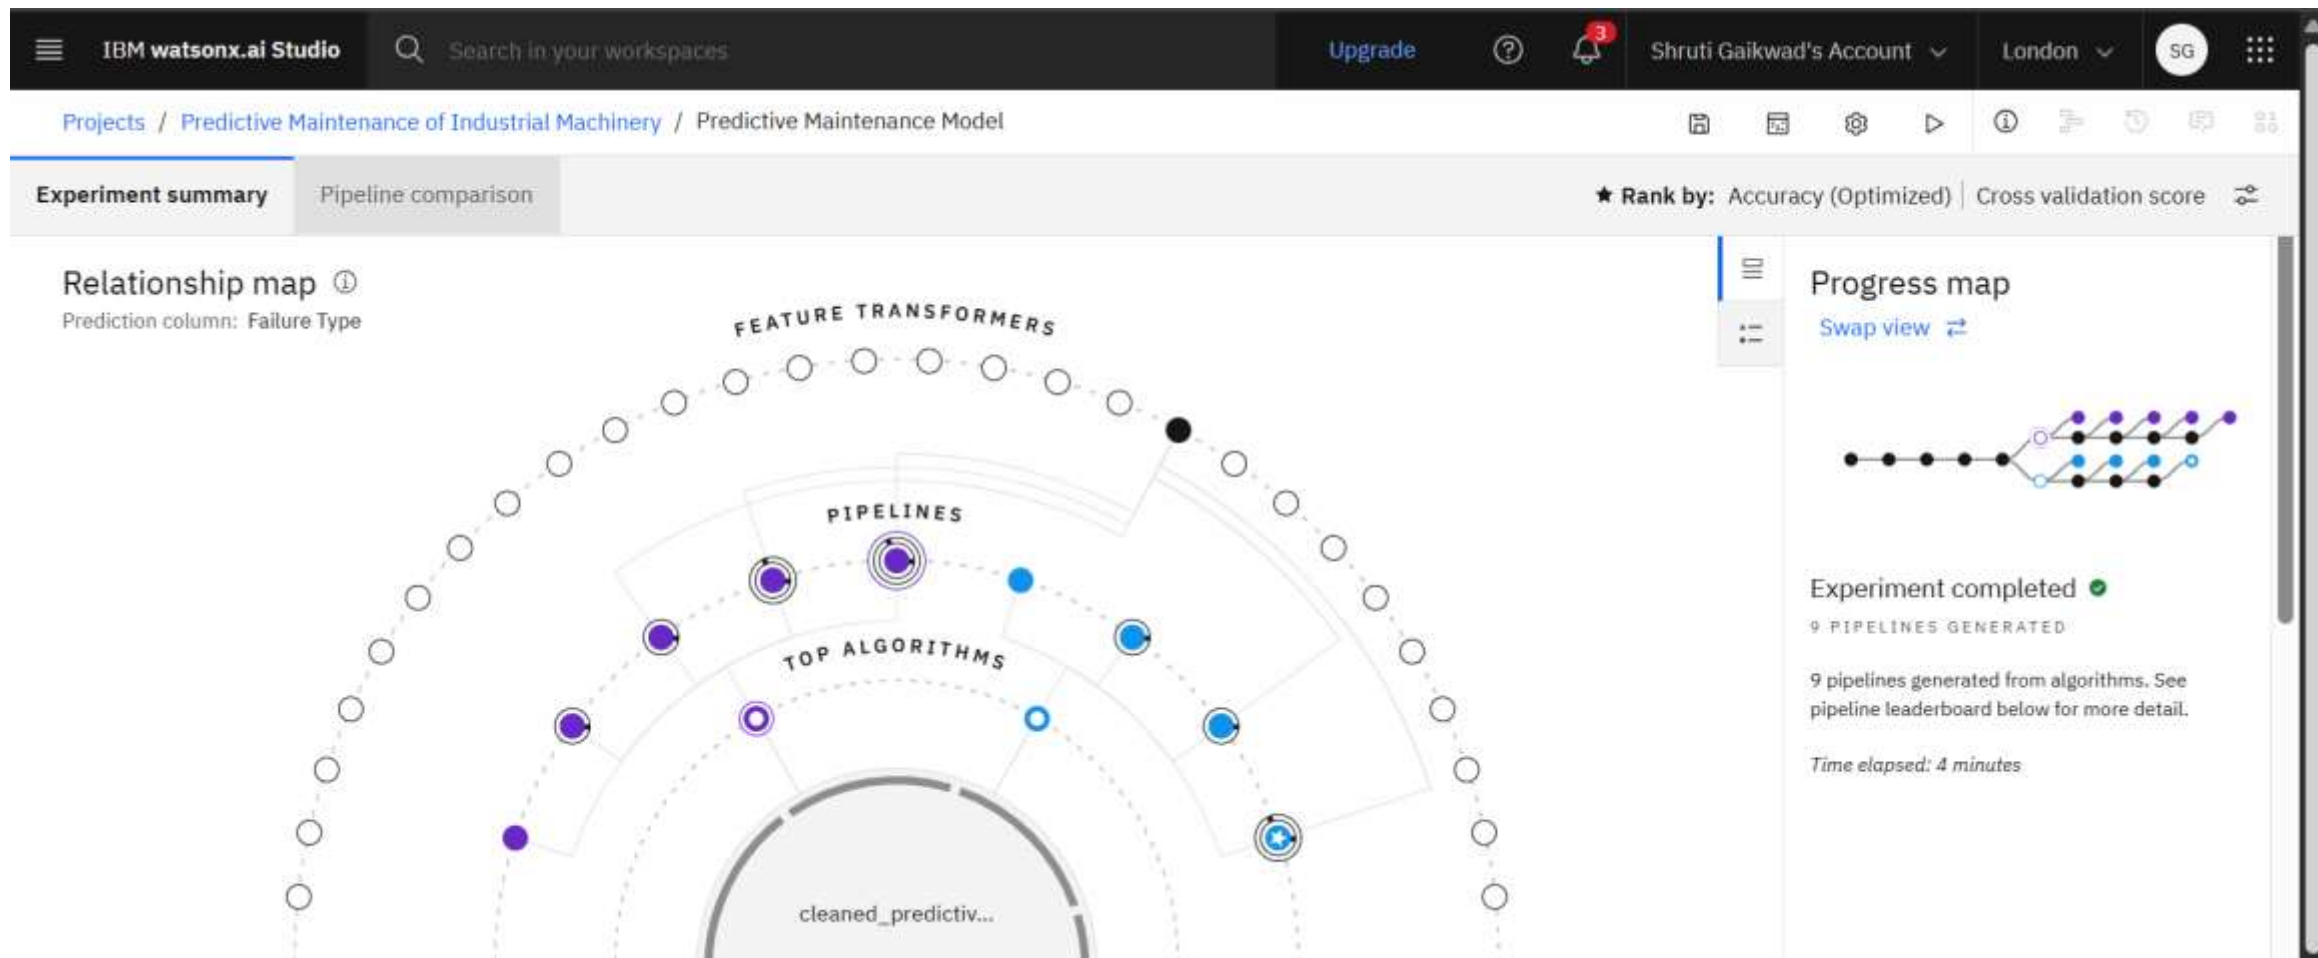 IBM watsonx.ai Studio
Search in your workspaces
Upgrade
3
Shruti Gaikwad's Account
London
SG
Projects / Predictive Maintenance of Industrial Machinery / Predictive Maintenance Model
Experiment summary
Pipeline comparison
★ Rank by: Accuracy (Optimized) | Cross validation score
Relationship map
Prediction column: Failure Type
FEATURE TRANSFORMERS
PIPELINES
TOP ALGORITHMS
cleaned_predictiv...
Progress map
Swap view
Experiment completed
9 PIPELINES GENERATED
9 pipelines generated from algorithms. See
pipeline leaderboard below for more detail.
Time elapsed: 4 minutes